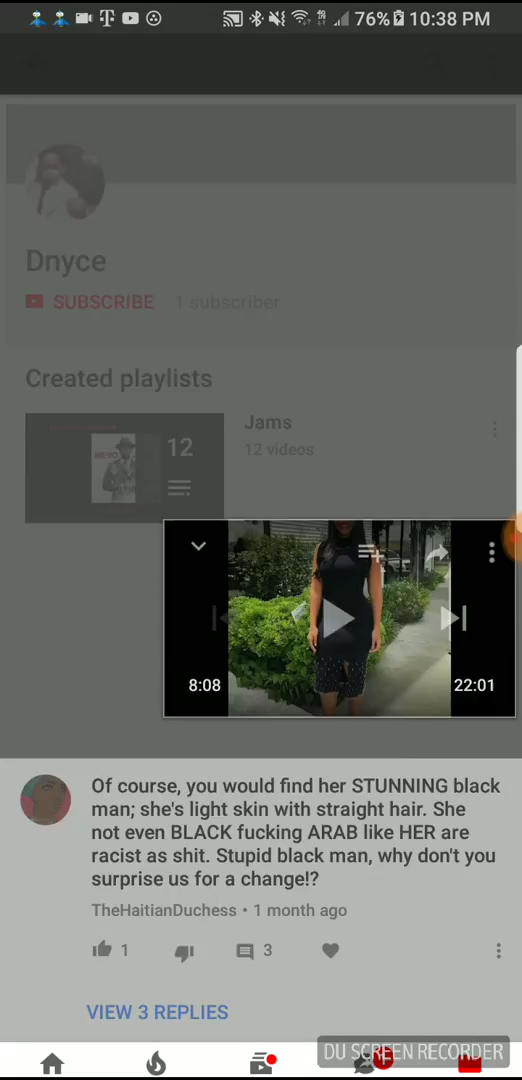 76% 10:38 PM
Dnyce
SUBSCRIBE 1 subscriber
Created playlists
NE-YO
12
Jams
12 videos
8:08
22:01
Of course, you would find her STUNNING black
man; she's light skin with straight hair. She
not even BLACK fucking ARAB like HER are
racist as shit. Stupid black man, why don't you
surprise us for a change!?
TheHaitianDuchess • 1 month ago
1
3
VIEW 3 REPLIES
DU SCREEN RECORDER